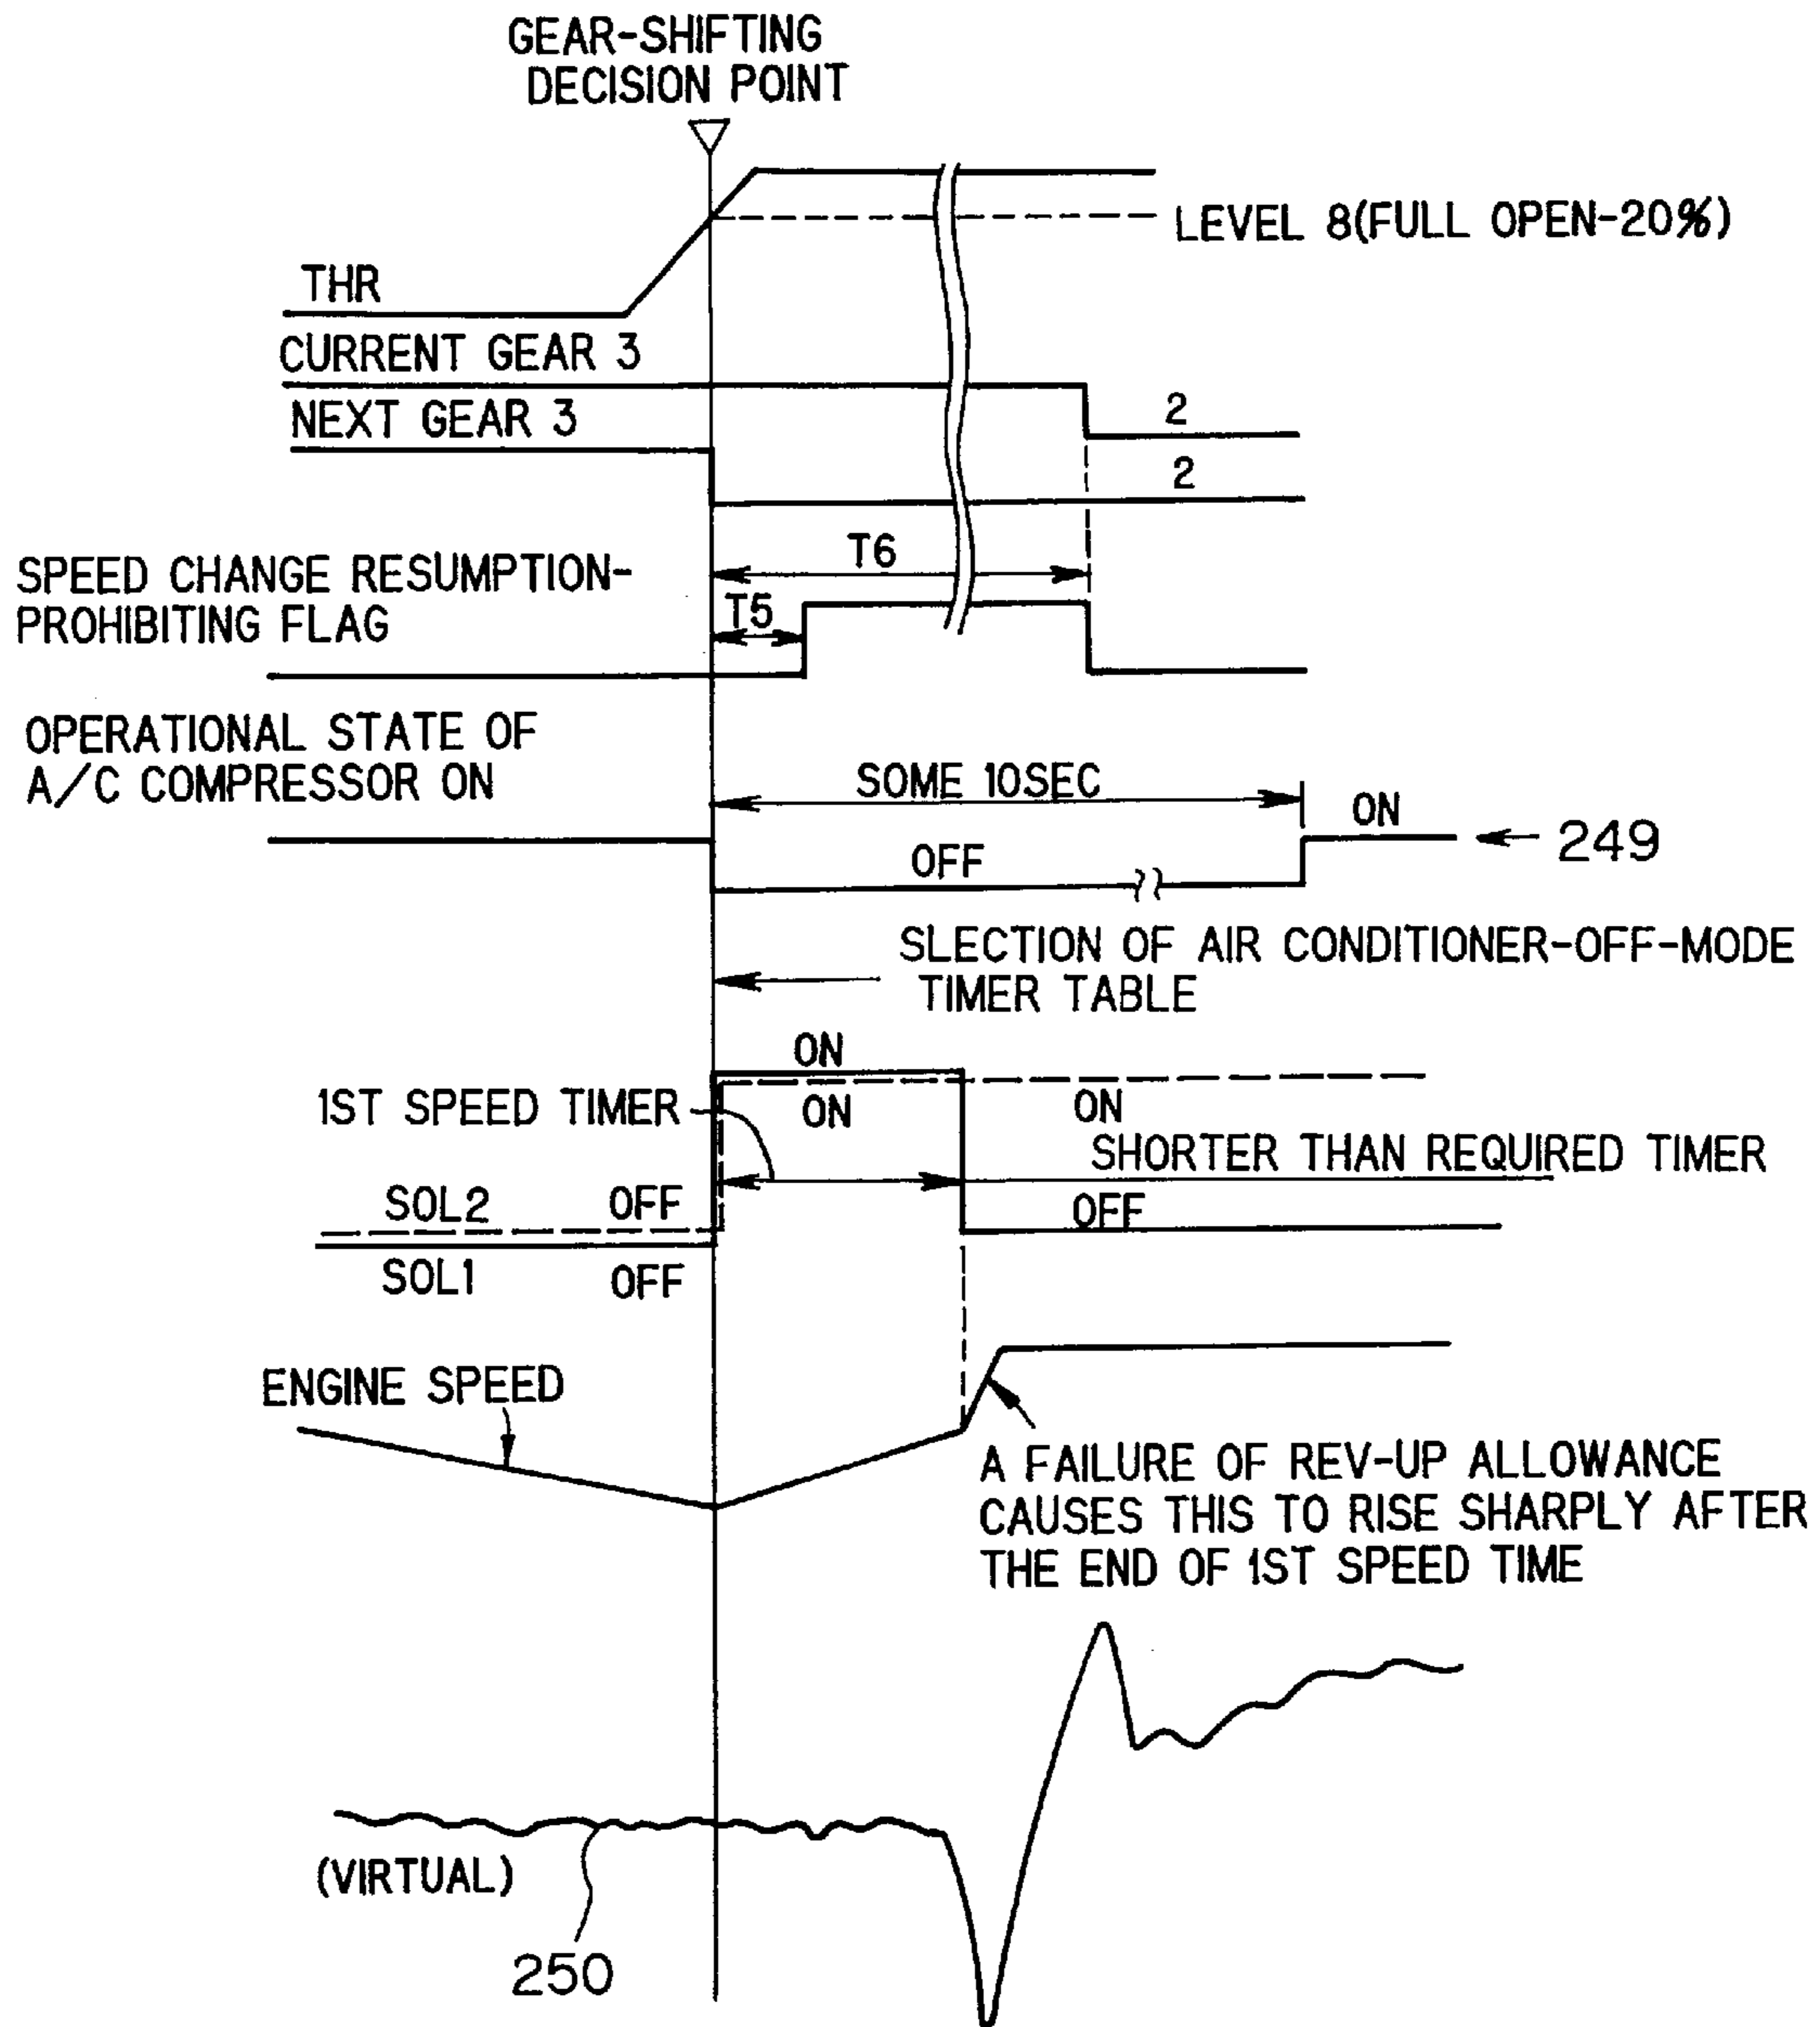 GEAR-SHIFTING
DECISION POINT
LEVEL 8(FULL OPEN-20%)
THR
CURRENT GEAR 3
2
NEXT GEAR 3
2
T6
SPEED CHANGE RESUMPTION-
PROHIBITING FLAG
T5
OPERATIONAL STATE OF
A/C COMPRESSOR ON
SOME 10SEC
ON
249
OFF
SLECTION OF AIR CONDITIONER-OFF-MODE
TIMER TABLE
ON
1ST SPEED TIMER
ON
ON
SHORTER THAN REQUIRED TIMER
SOL2 OFF
OFF
SOL1 OFF
ENGINE SPEED
A FAILURE OF REV-UP ALLOWANCE
CAUSES THIS TO RISE SHARPLY AFTER
THE END OF 1ST SPEED TIME
(VIRTUAL)
250